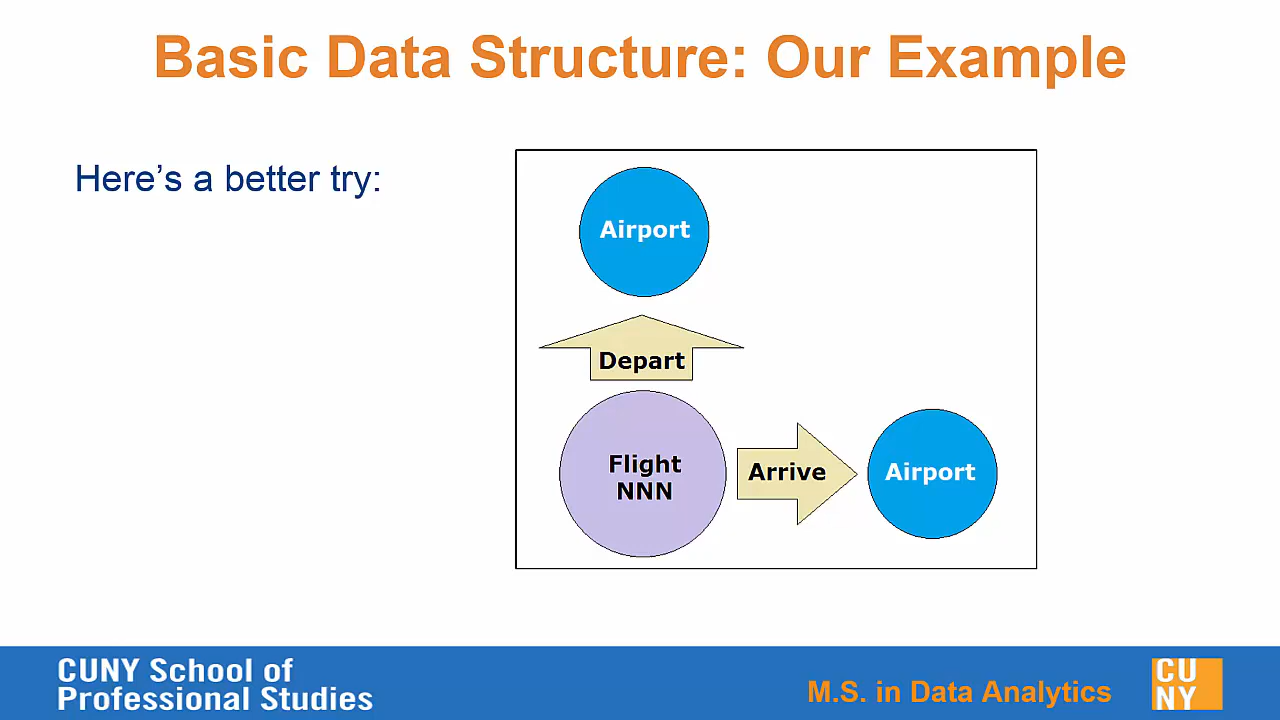 Basic Data Structure: Our Example
Here's a better try:
Airport
Depart
Flight
NNN
Arrive
Airport
CUNY School of
Professional Studies
M.S. in Data Analytics
CU
NY